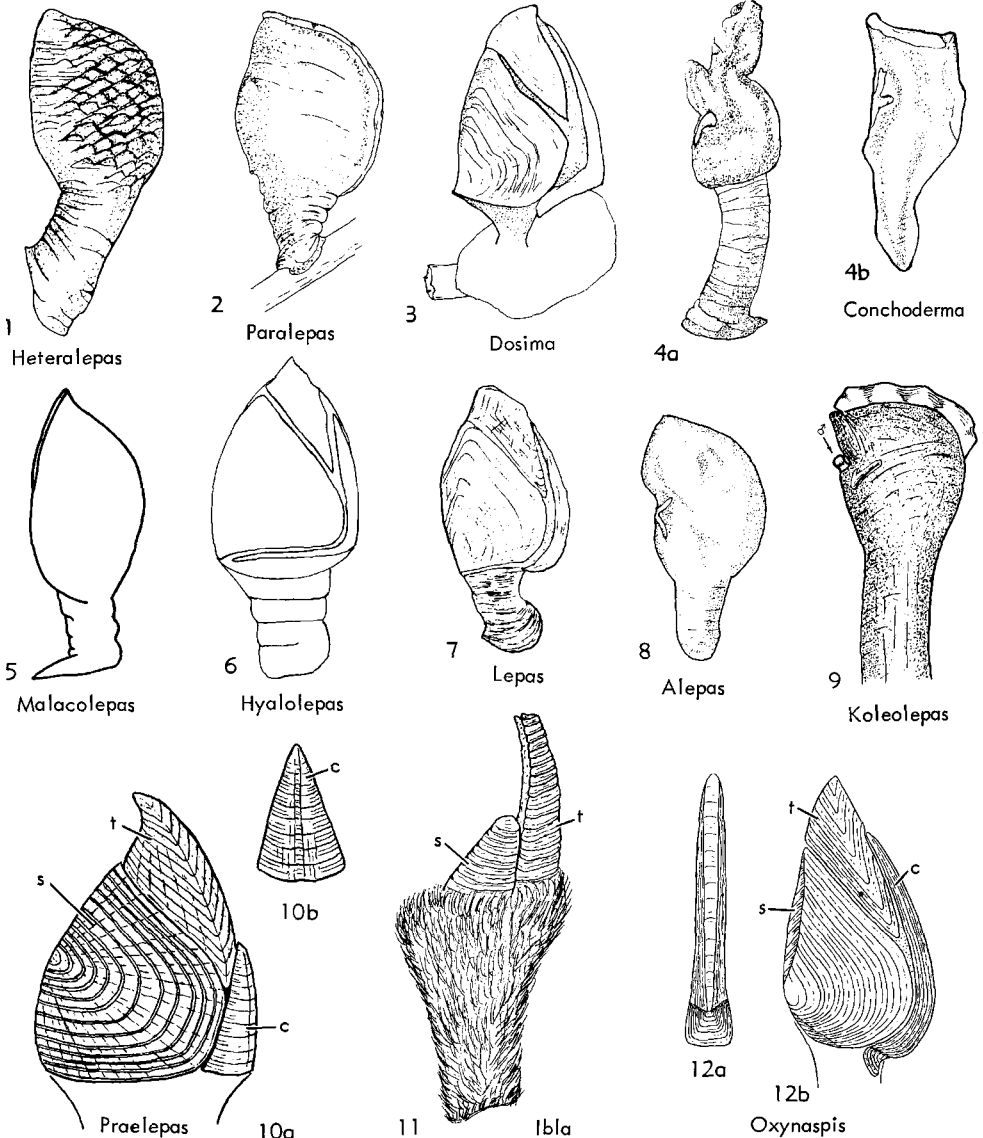 1
Heteralepas
2
Paralepas
3
Dosima
4a
4b
Conchoderma
5
Malacolepas
6
Hyalolepas
7
Lepas
8
Alepas
♂
9
Koleolepas
t
s
c
10b
Praelepas
10a
s
t
11
Ibla
12a
t
s
c
12b
Oxynaspis